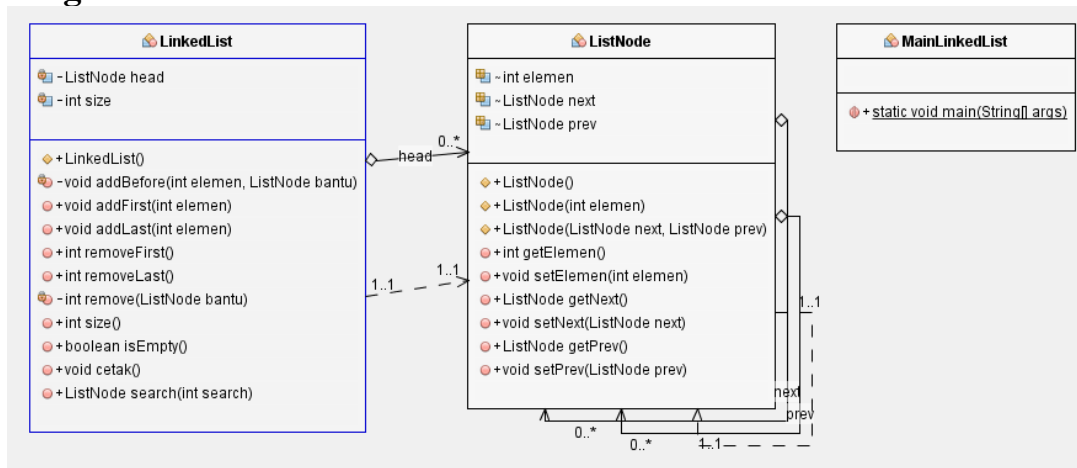 LinkedList
-ListNode head
-int size
+LinkedList()
-void addBefore(int elemen, ListNode bantu)
+void addFirst(int elemen)
+void addLast(int elemen)
+int removeFirst()
+int removeLast()
-int remove(ListNode bantu)
+int size()
+boolean isEmpty()
+void cetak()
+ListNode search(int search)
0..*
head
1..1
1..1
ListNode
~int elemen
~ListNode next
~ListNode prev
+ListNode()
+ListNode(int elemen)
+ListNode(ListNode next, ListNode prev)
+int getElemen()
+void setElemen(int elemen)
+ListNode getNext()
+void setNext(ListNode next)
+ListNode getPrev()
+void setPrev(ListNode prev)
1..1
next
prev
0..*
0..*
1..1
MainLinkedList
+static void main(String[] args)